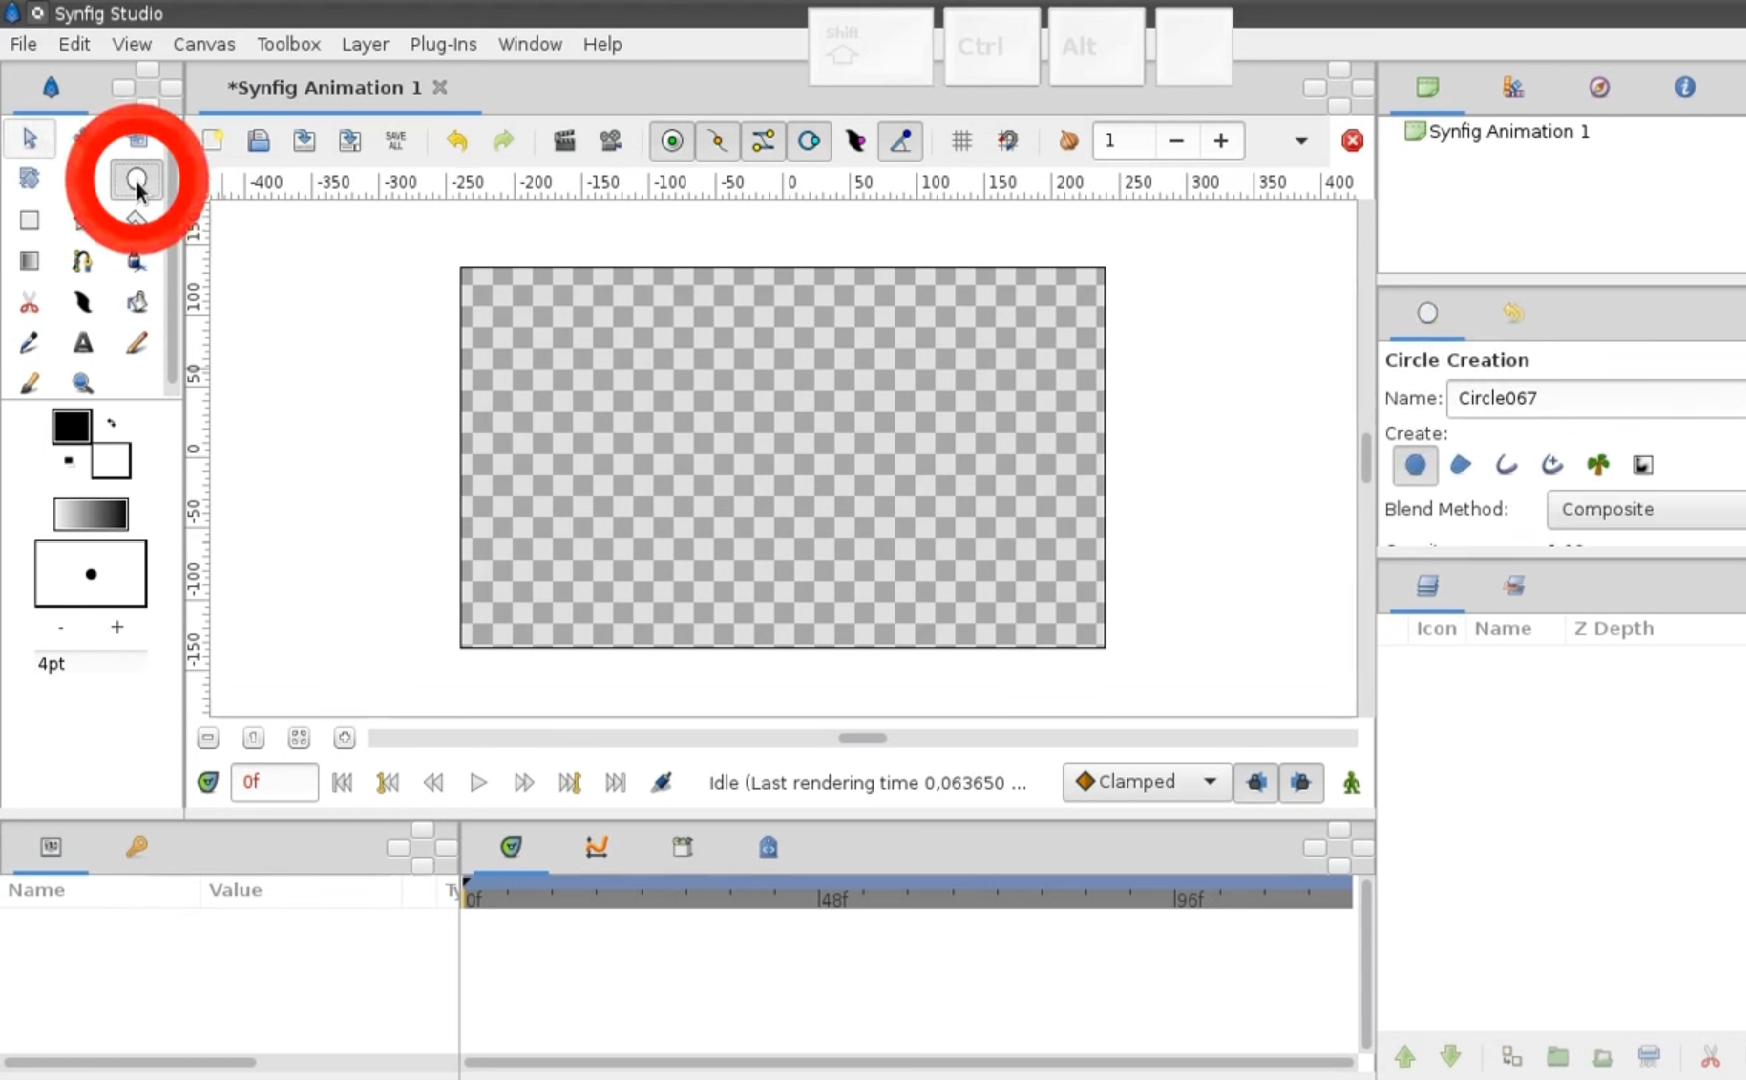 Synfig Studio
File Edit View Canvas Toolbox Layer Plug-Ins Window Help
Shift Ctrl Alt
*Synfig Animation 1
SAVE ALL
1
Synfig Animation 1
-400 -350 -300 -250 -200 -150 -100 -50 0 50 100 150 200 250 300 350 400
100
50
0
-50
-100
-150
Circle Creation
Name: Circle067
Create:
Blend Method: Composite
Icon Name Z Depth
- +
4pt
0f
Idle (Last rendering time 0,063650 ...
Clamped
Name Value
0f 48f 96f